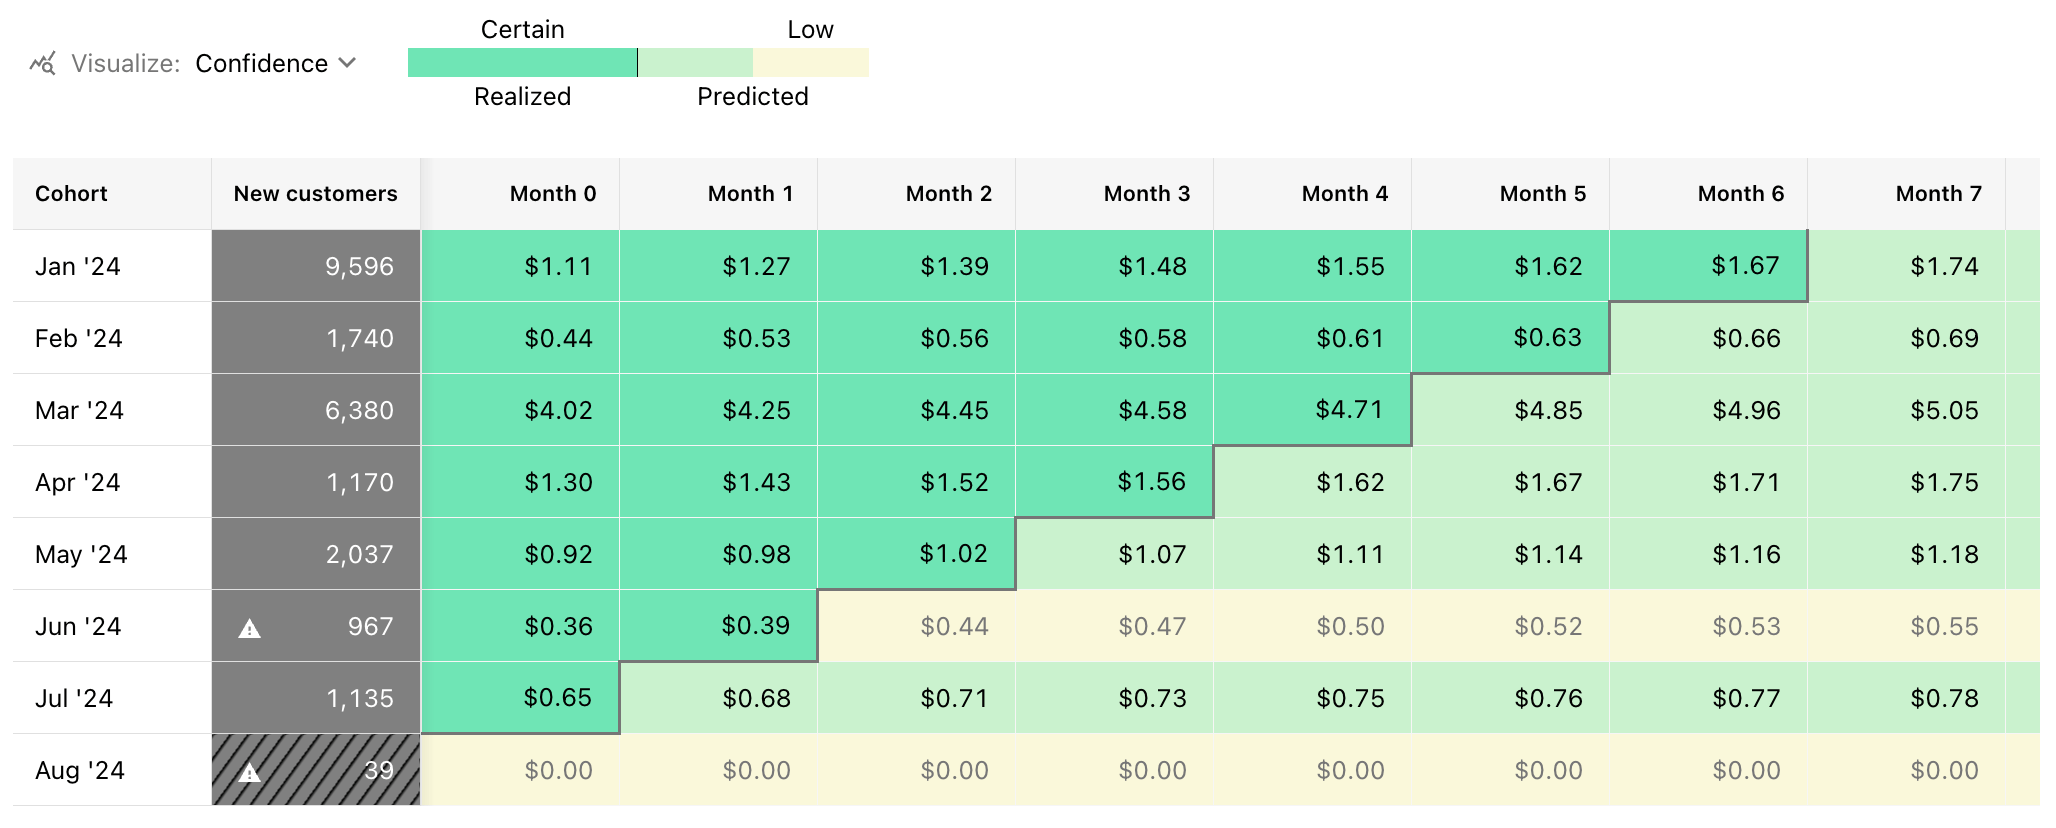 Certain Low
Visualize: Confidence
Realized Predicted
Cohort New customers Month 0 Month 1 Month 2 Month 3 Month 4 Month 5 Month 6 Month 7
Jan '24 9,596 $1.11 $1.27 $1.39 $1.48 $1.55 $1.62 $1.67 $1.74
Feb '24 1,740 $0.44 $0.53 $0.56 $0.58 $0.61 $0.63 $0.66 $0.69
Mar '24 6,380 $4.02 $4.25 $4.45 $4.58 $4.71 $4.85 $4.96 $5.05
Apr '24 1,170 $1.30 $1.43 $1.52 $1.56 $1.62 $1.67 $1.71 $1.75
May '24 2,037 $0.92 $0.98 $1.02 $1.07 $1.11 $1.14 $1.16 $1.18
Jun '24 967 $0.36 $0.39 $0.44 $0.47 $0.50 $0.52 $0.53 $0.55
Jul '24 1,135 $0.65 $0.68 $0.71 $0.73 $0.75 $0.76 $0.77 $0.78
Aug '24 39 $0.00 $0.00 $0.00 $0.00 $0.00 $0.00 $0.00 $0.00